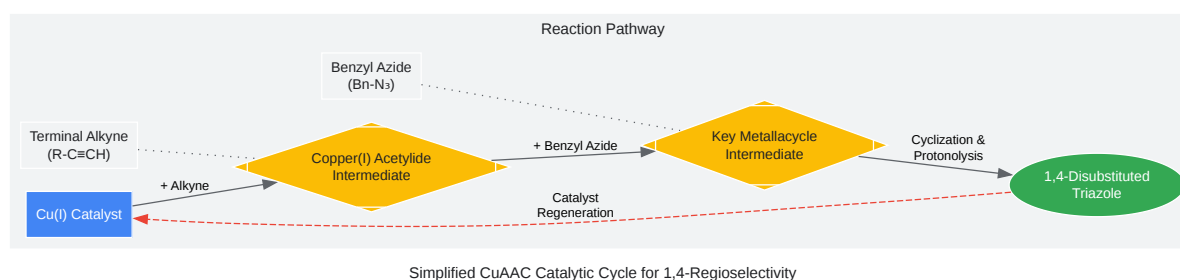 Reaction Pathway
Benzyl Azide
(Bn-N₃)
Terminal Alkyne
(R-C≡CH)
Copper(I) Acetylide
Intermediate
Key Metallacycle
Intermediate
+ Benzyl Azide
Cyclization &
Protonolysis
+ Alkyne
Cu(I) Catalyst
1,4-Disubstituted
Triazole
Catalyst
Regeneration
Simplified CuAAC Catalytic Cycle for 1,4-Regioselectivity